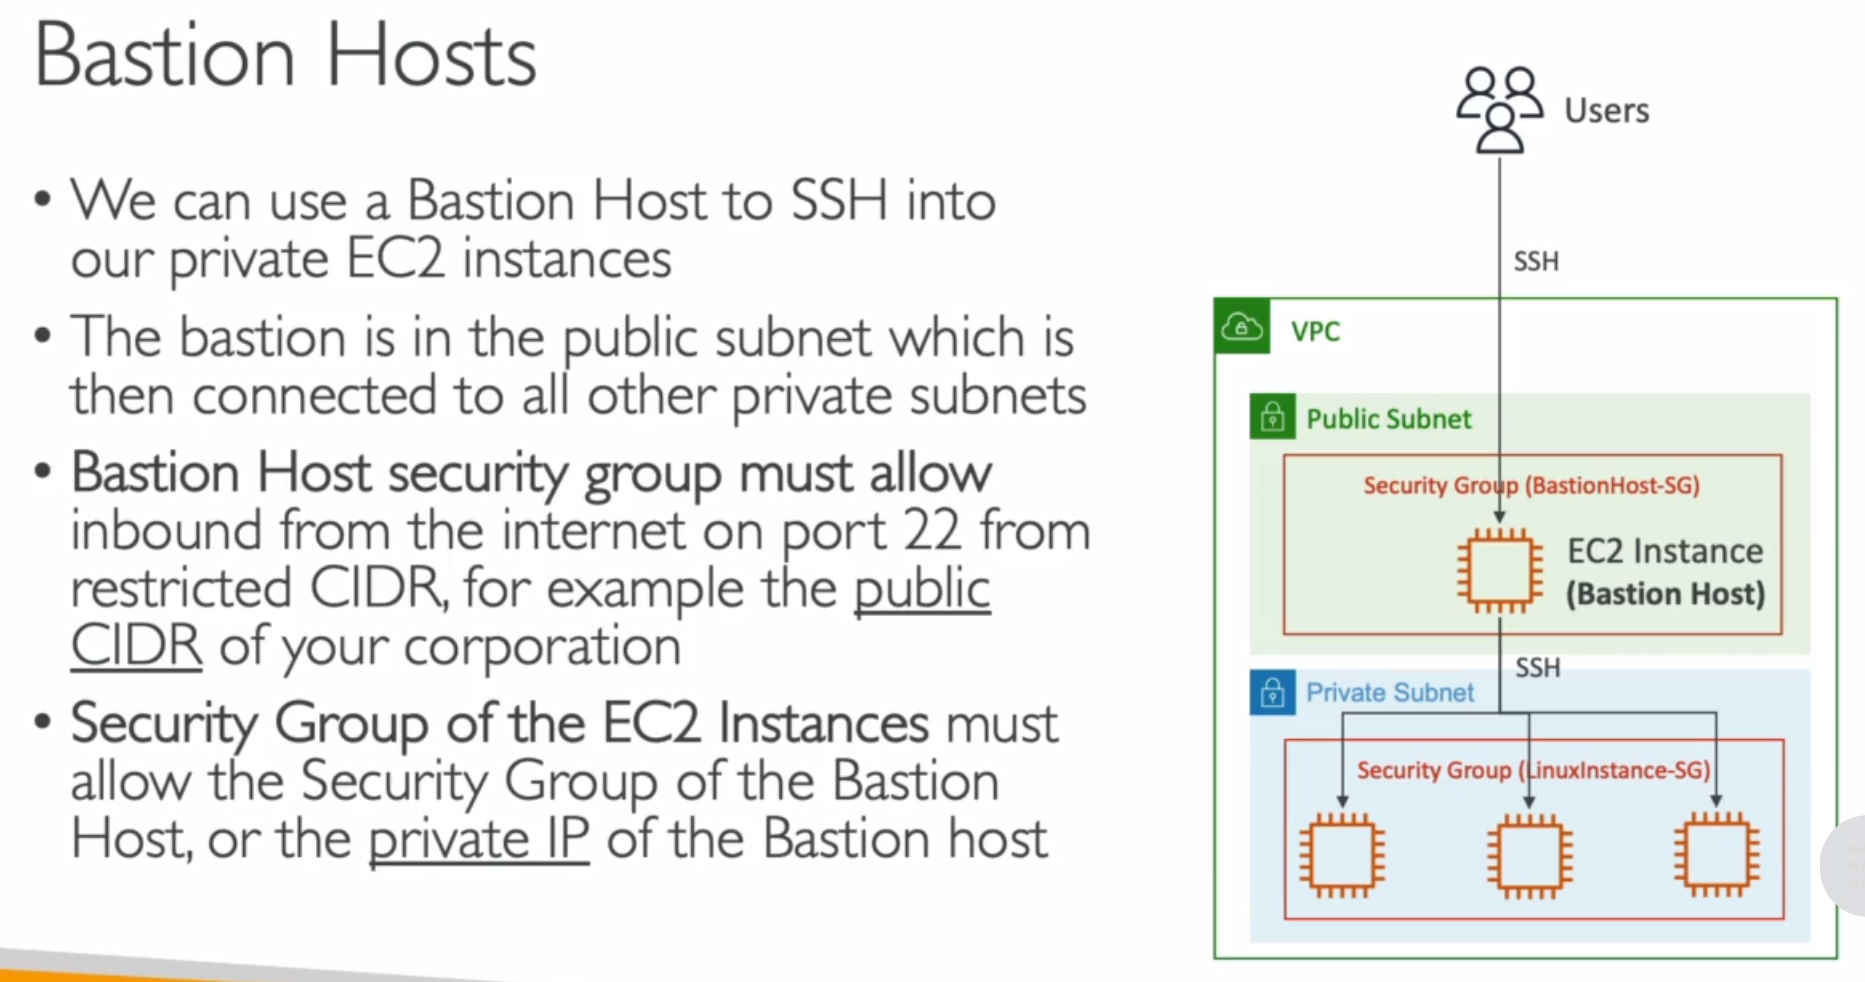 Bastion Hosts
• We can use a Bastion Host to SSH into
our private EC2 instances
• The bastion is in the public subnet which is
then connected to all other private subnets
• Bastion Host security group must allow
inbound from the internet on port 22 from
restricted CIDR, for example the public
CIDR of your corporation
• Security Group of the EC2 Instances must
allow the Security Group of the Bastion
Host, or the private IP of the Bastion host
Users
SSH
VPC
Public Subnet
Security Group (BastionHost-SG)
EC2 Instance
(Bastion Host)
SSH
Private Subnet
Security Group (LinuxInstance-SG)